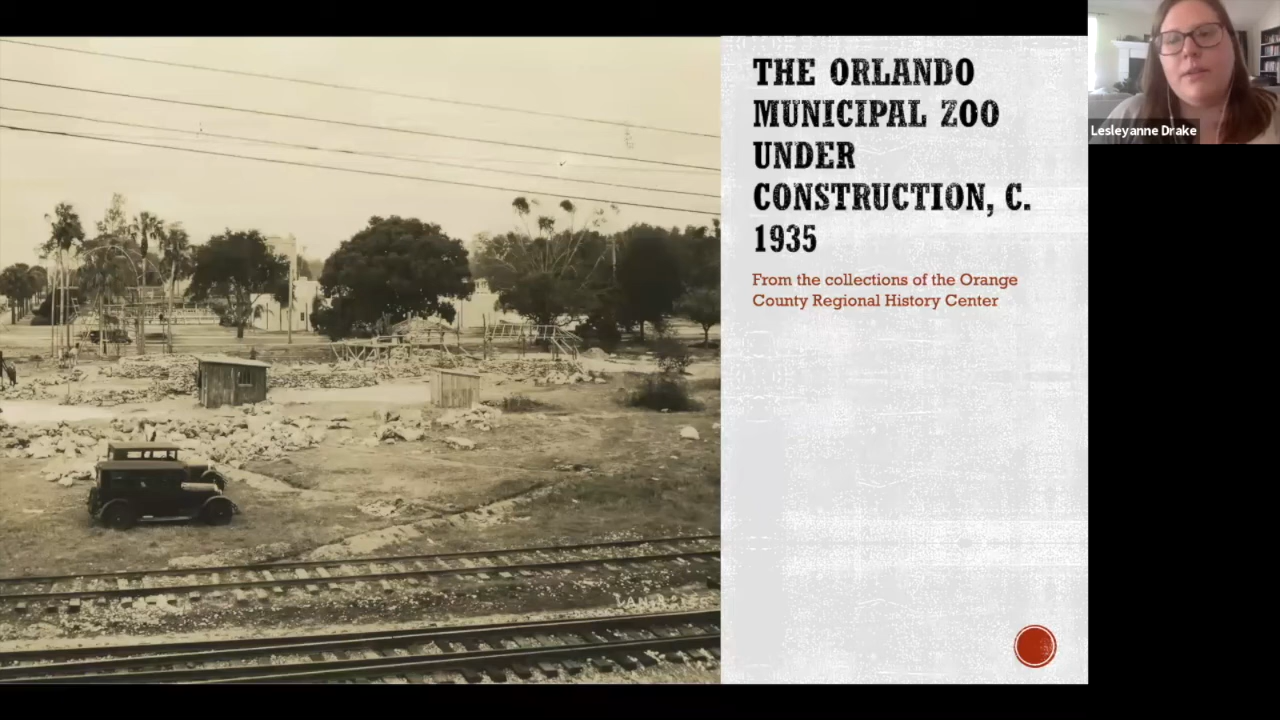 THE ORLANDO
MUNICIPAL ZOO
UNDER
CONSTRUCTION, C.
1935
From the collections of the Orange
County Regional History Center
Lesleyanne Drake